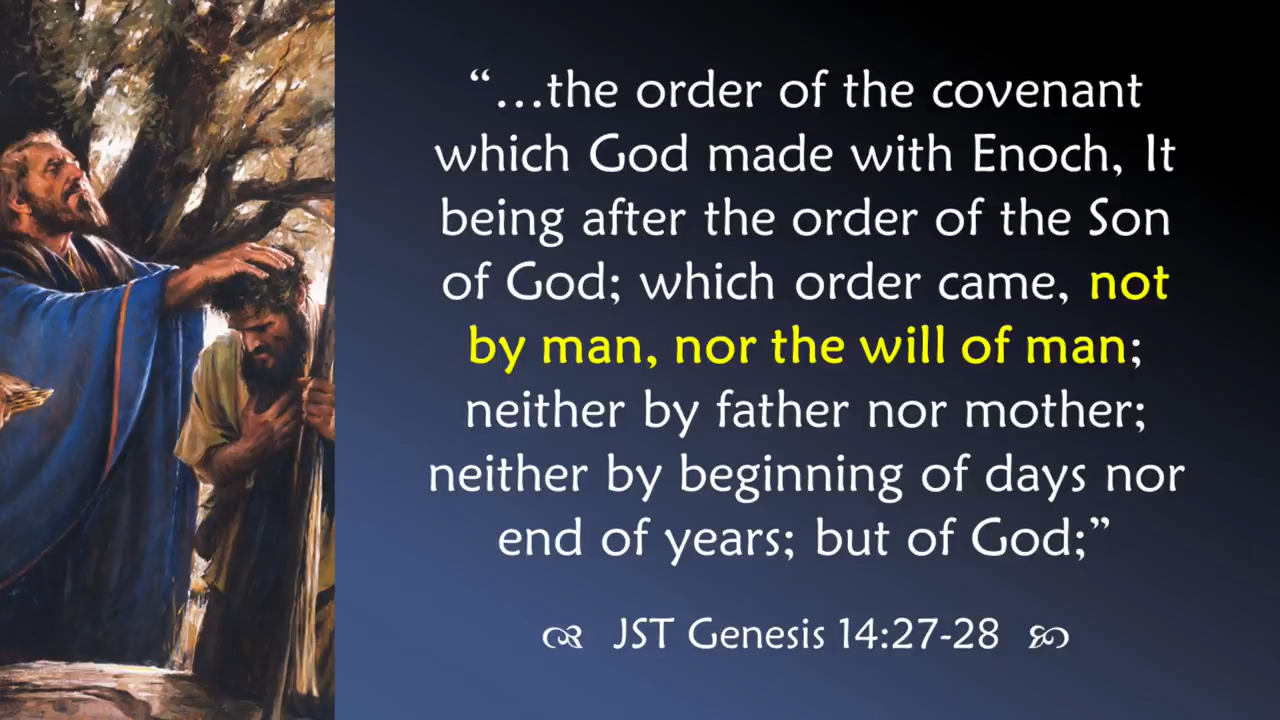 “...the order of the covenant
which God made with Enoch, It
being after the order of the Son
of God; which order came, not
by man, nor the will of man;
neither by father nor mother;
neither by beginning of days nor
end of years; but of God;”
JST Genesis 14:27-28